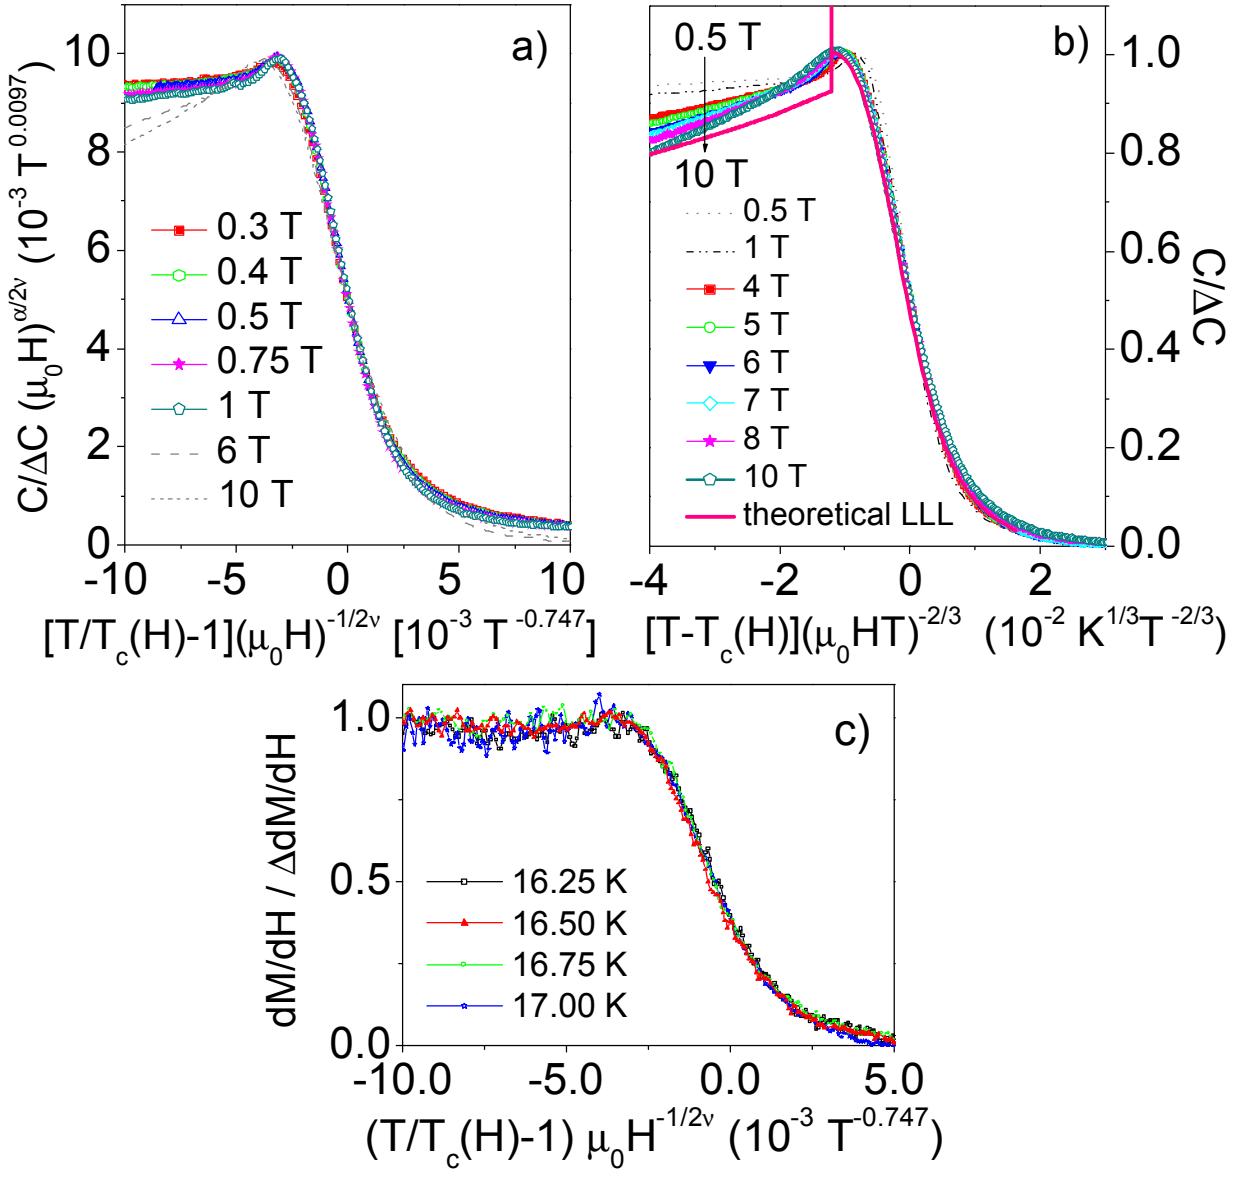 a)
10
8
6
4
2
0
C/ΔC (μ₀H)^α/2ν (10⁻³ T^0.0097)
0.3 T
0.4 T
0.5 T
0.75 T
1 T
6 T
10 T
-10 -5 0 5 10
[T/T_c(H)-1](μ₀H)^-1/2ν [10⁻³ T^-0.747]
b)
0.5 T
10 T
0.5 T
1 T
4 T
5 T
6 T
7 T
8 T
10 T
theoretical LLL
1.0
0.8
0.6
0.4
0.2
0.0
C/ΔC
-4 -2 0 2
[T-T_c(H)](μ₀HT)^-2/3 (10⁻² K^1/3T^-2/3)
c)
1.0
0.5
0.0
dM/dH / ΔdM/dH
16.25 K
16.50 K
16.75 K
17.00 K
-10.0 -5.0 0.0 5.0
(T/T_c(H)-1) μ₀H^-1/2ν (10⁻³ T^-0.747)